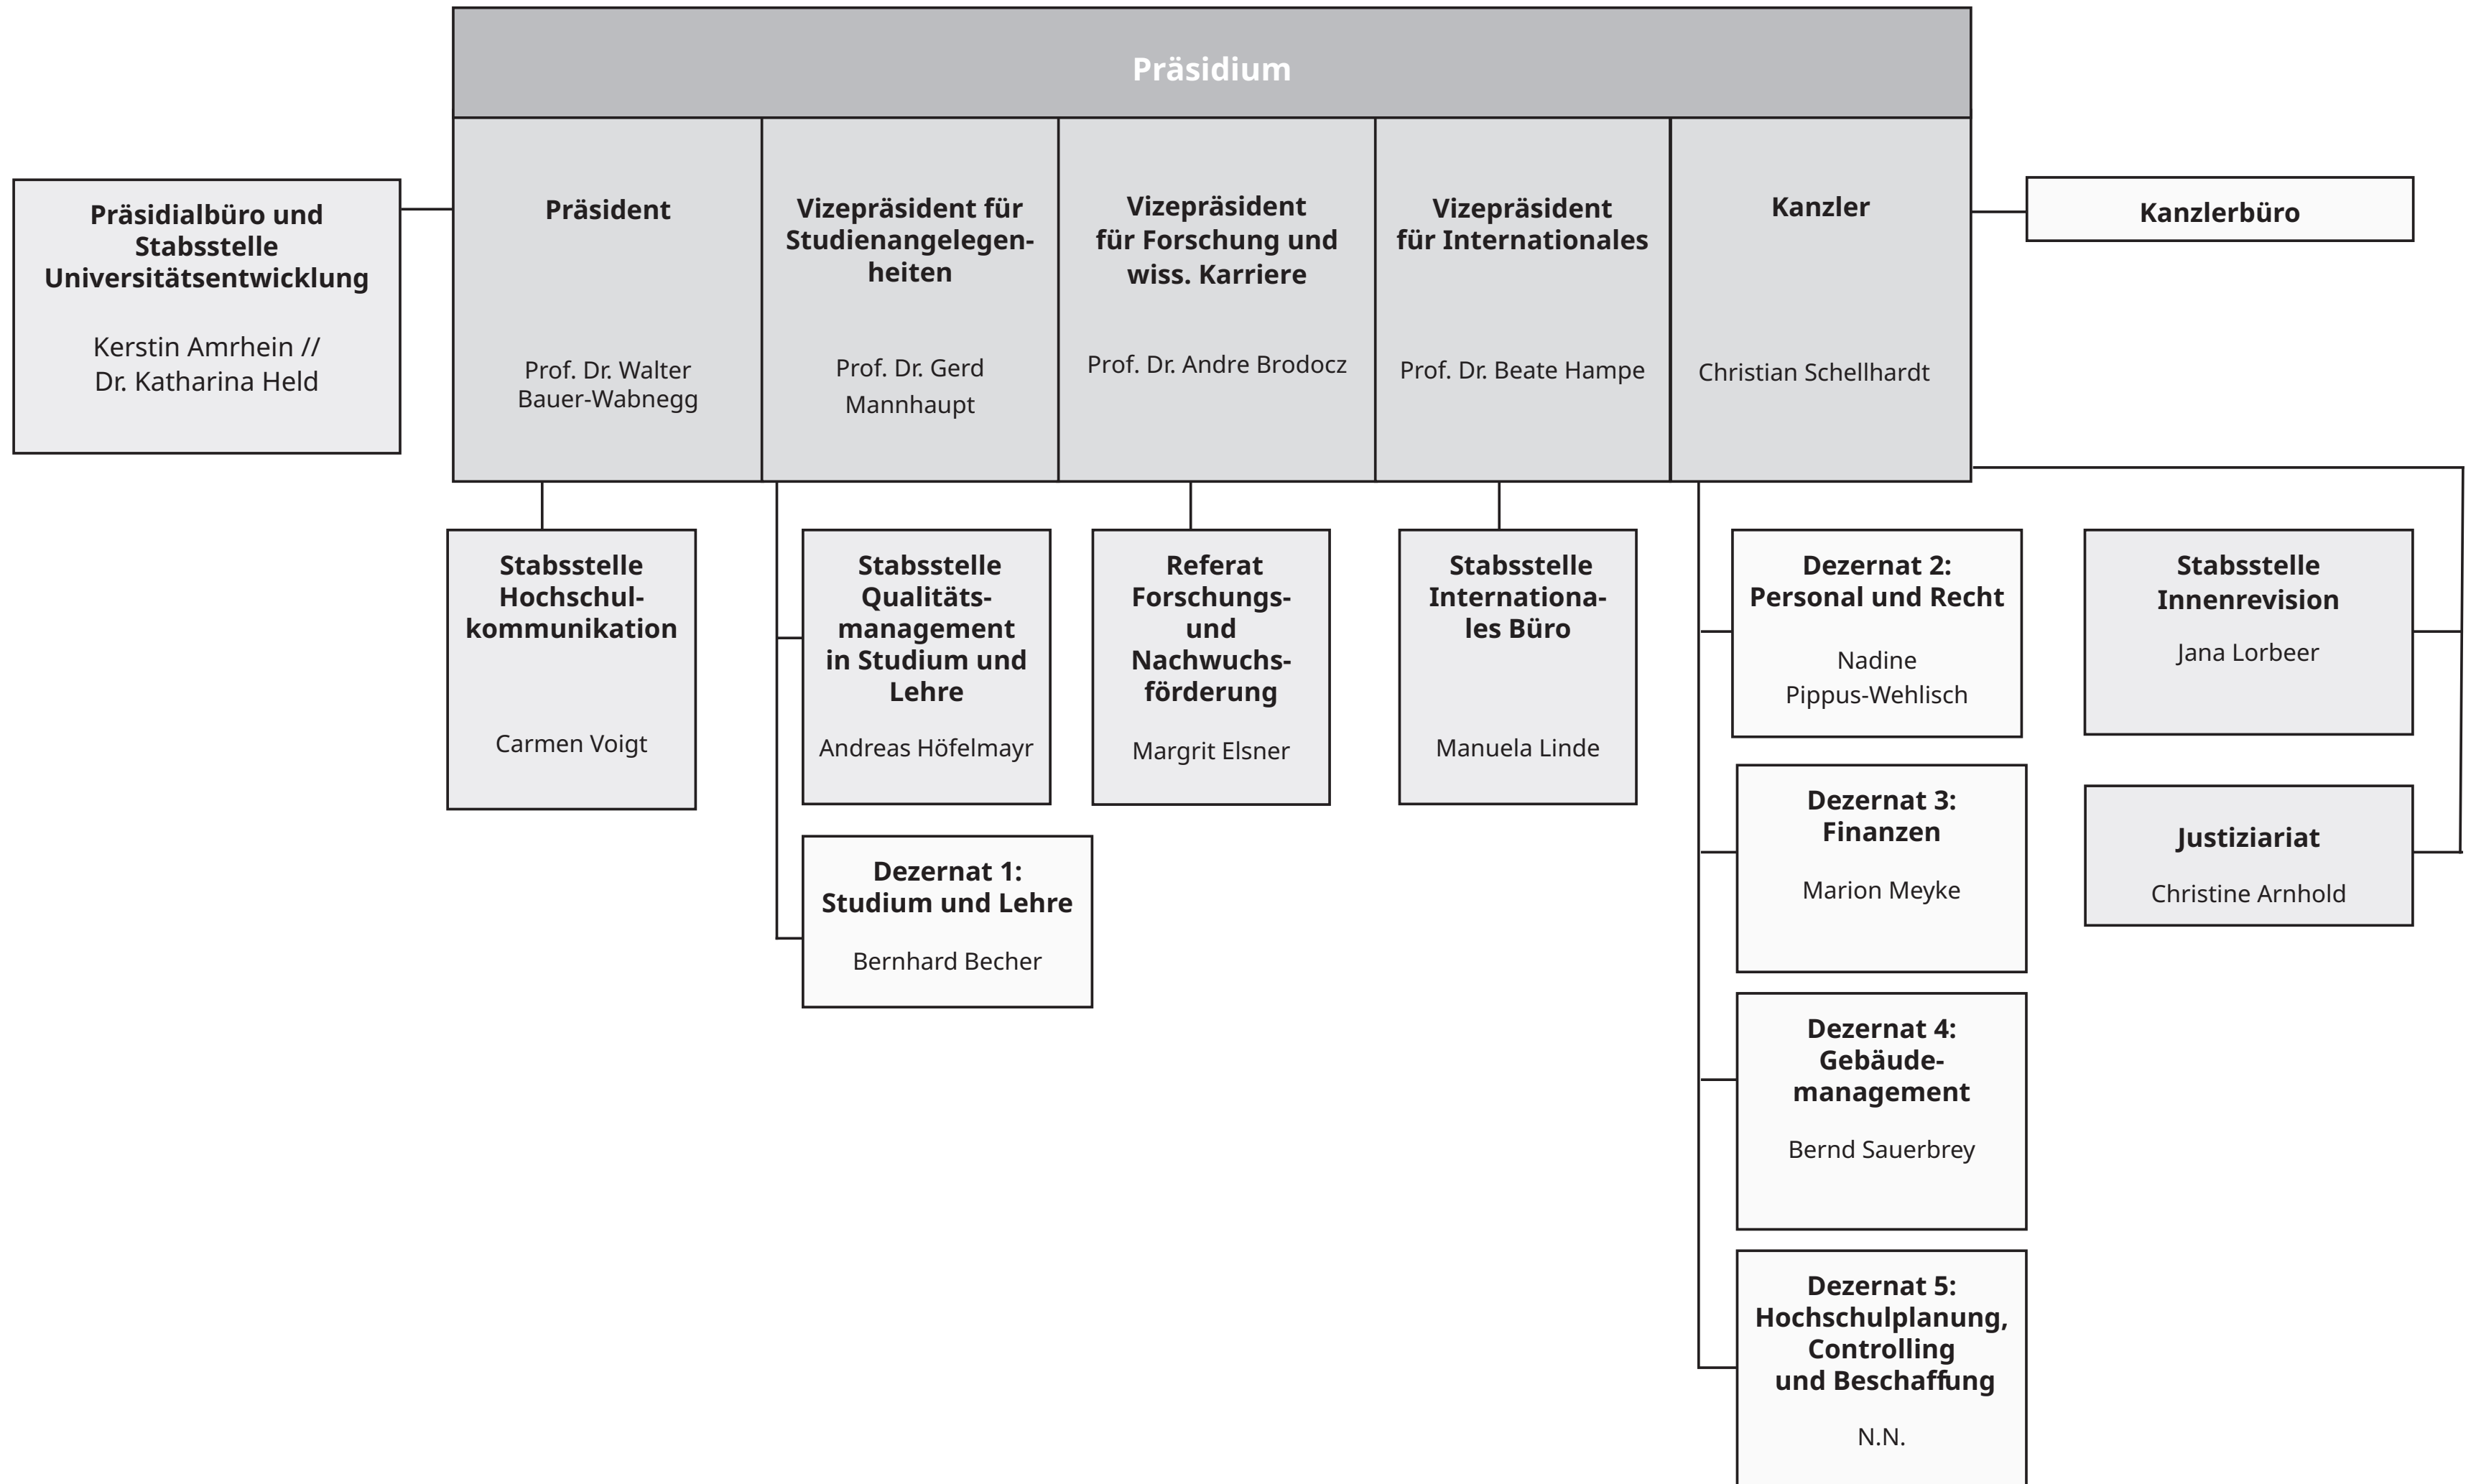 Präsidium
Präsidialbüro und
Stabsstelle
Universitätsentwicklung
Kerstin Amrhein //
Dr. Katharina Held
Präsident
Prof. Dr. Walter
Bauer-Wabnegg
Vizepräsident für
Studienangelegen-
heiten
Prof. Dr. Gerd
Mannhaupt
Vizepräsident
für Forschung und
wiss. Karriere
Prof. Dr. Andre Brodocz
Vizepräsident
für Internationales
Prof. Dr. Beate Hampe
Kanzler
Christian Schellhardt
Kanzlerbüro
Stabsstelle
Hochschul-
kommunikation
Carmen Voigt
Stabsstelle
Qualitäts-
management
in Studium und
Lehre
Andreas Höfelmayr
Dezernat 1:
Studium und Lehre
Bernhard Becher
Referat
Forschungs-
und
Nachwuchs-
förderung
Margrit Elsner
Stabsstelle
Internationa-
les Büro
Manuela Linde
Dezernat 2:
Personal und Recht
Nadine
Pippus-Wehlisch
Dezernat 3:
Finanzen
Marion Meyke
Dezernat 4:
Gebäude-
management
Bernd Sauerbrey
Dezernat 5:
Hochschulplanung,
Controlling
und Beschaffung
N.N.
Stabsstelle
Innenrevision
Jana Lorbeer
Justiziariat
Christine Arnhold